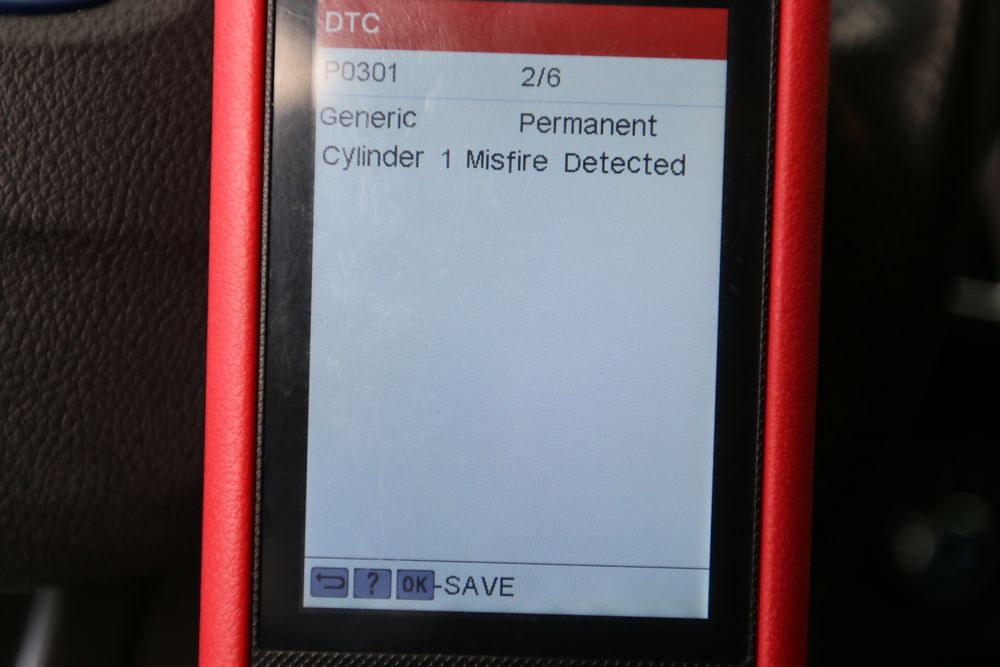 DTC
P0301 2/6
Generic Permanent
Cylinder 1 Misfire Detected
? OK-SAVE